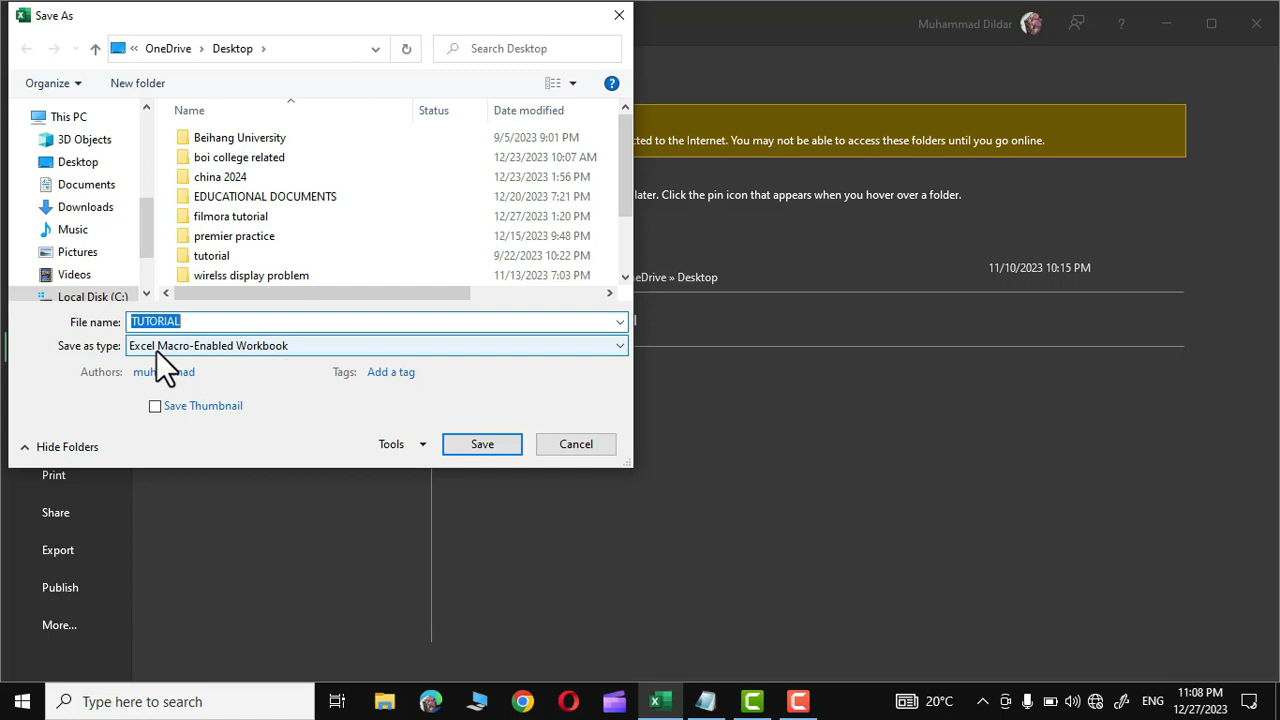 Save As
Muhammad Dildar
OneDrive
Desktop
Search Desktop
Organize
New folder
Name
Status
Date modified
This PC
3D Objects
Desktop
Documents
Downloads
Music
Pictures
Videos
Local Disk (C:)
Beihang University 9/5/2023 9:01 PM
boi college related 12/23/2023 10:07 AM
china 2024 12/23/2023 1:56 PM
EDUCATIONAL DOCUMENTS 12/20/2023 7:21 PM
filmora tutorial 12/27/2023 1:20 PM
premier practice 12/15/2023 9:48 PM
tutorial 9/22/2023 10:22 PM
wirelss display problem 11/13/2023 7:03 PM
to the Internet. You may not be able to access these folders until you go online.
later. Click the pin icon that appears when you hover over a folder.
11/10/2023 10:15 PM
» Desktop
File name: TUTORIAL
Save as type: Excel Macro-Enabled Workbook
Authors:
Tags: Add a tag
Save Thumbnail
Hide Folders
Tools
Save
Cancel
Print
Share
Export
Publish
More...
Type here to search
20°C
ENG
11:08 PM
12/27/2023